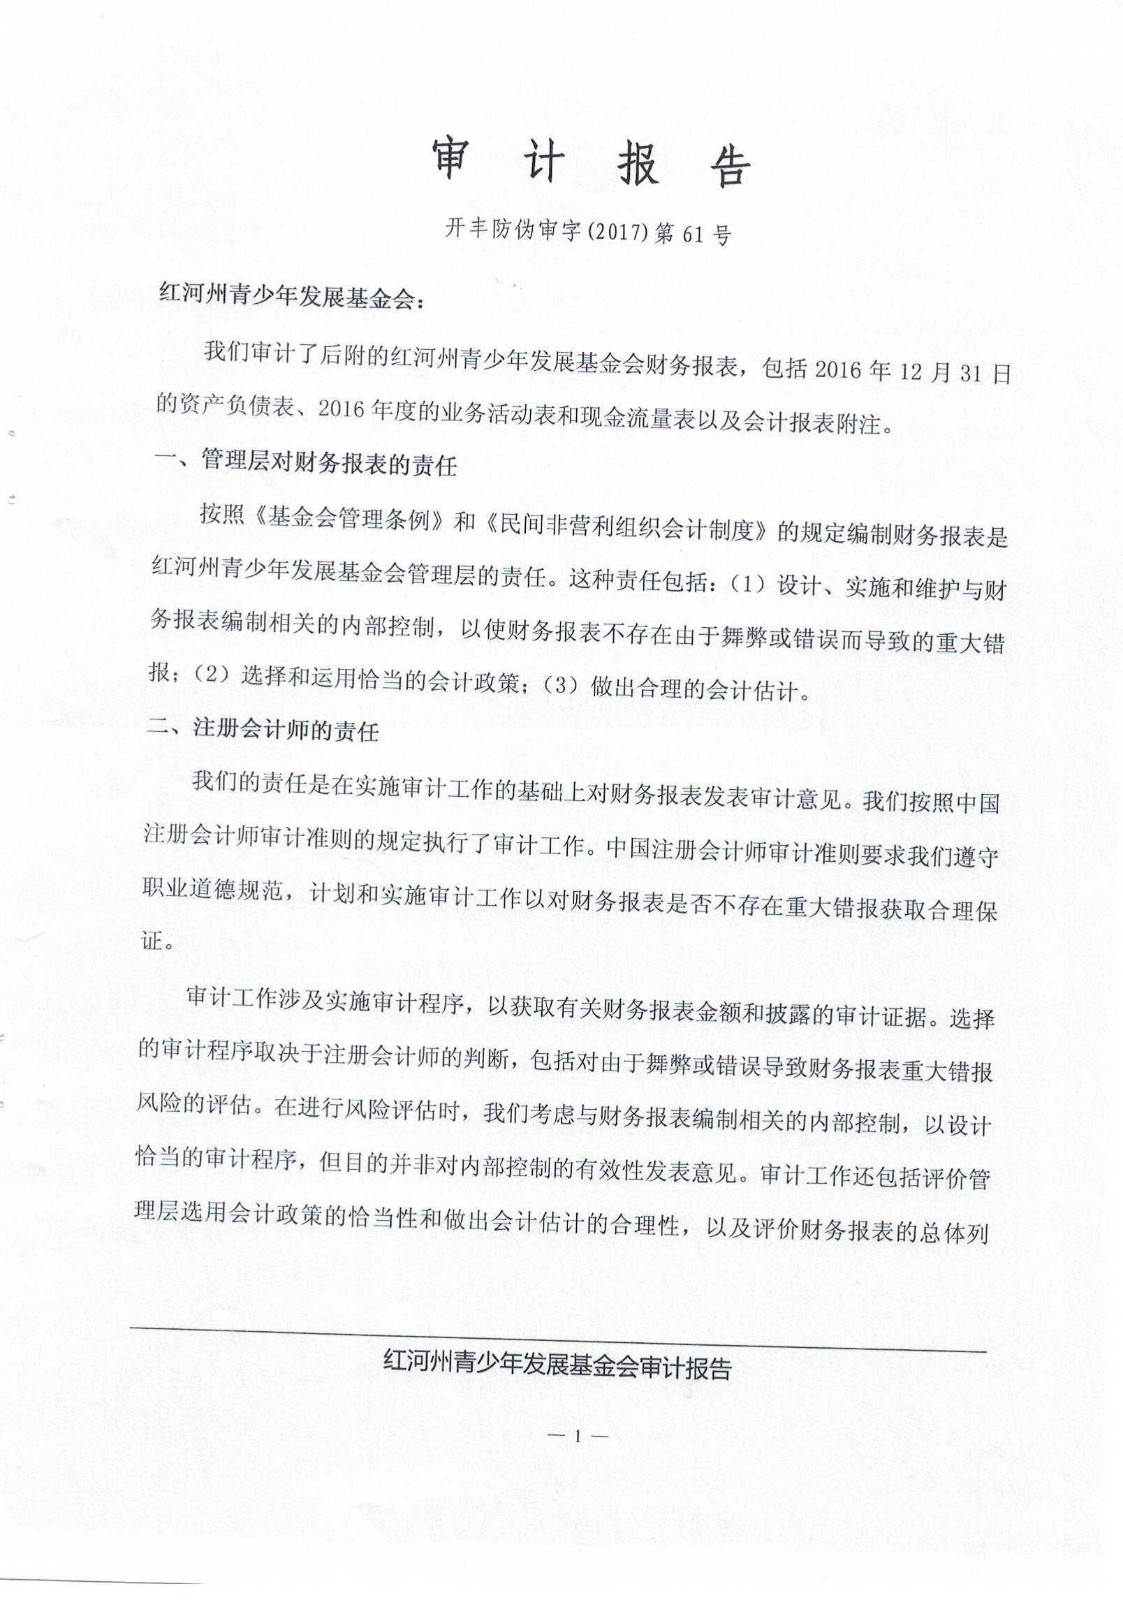 审计报告
开丰防伪审字(2017)第61号
红河州青少年发展基金会：
我们审计了后附的红河州青少年发展基金会财务报表，包括2016年12月31日
的资产负债表、2016年度的业务活动表和现金流量表以及会计报表附注。
一、管理层对财务报表的责任
按照《基金会管理条例》和《民间非营利组织会计制度》的规定编制财务报表是
红河州青少年发展基金会管理层的责任。这种责任包括：（1）设计、实施和维护与财
务报表编制相关的内部控制，以使财务报表不存在由于舞弊或错误而导致的重大错
报；（2）选择和运用恰当的会计政策；（3）做出合理的会计估计。
二、注册会计师的责任
我们的责任是在实施审计工作的基础上对财务报表发表审计意见。我们按照中国
注册会计师审计准则的规定执行了审计工作。中国注册会计师审计准则要求我们遵守
职业道德规范，计划和实施审计工作以对财务报表是否不存在重大错报获取合理保
证。
审计工作涉及实施审计程序，以获取有关财务报表金额和披露的审计证据。选择
的审计程序取决于注册会计师的判断，包括对由于舞弊或错误导致财务报表重大错报
风险的评估。在进行风险评估时，我们考虑与财务报表编制相关的内部控制，以设计
恰当的审计程序，但目的并非对内部控制的有效性发表意见。审计工作还包括评价管
理层选用会计政策的恰当性和做出会计估计的合理性，以及评价财务报表的总体列
红河州青少年发展基金会审计报告
— 1 —